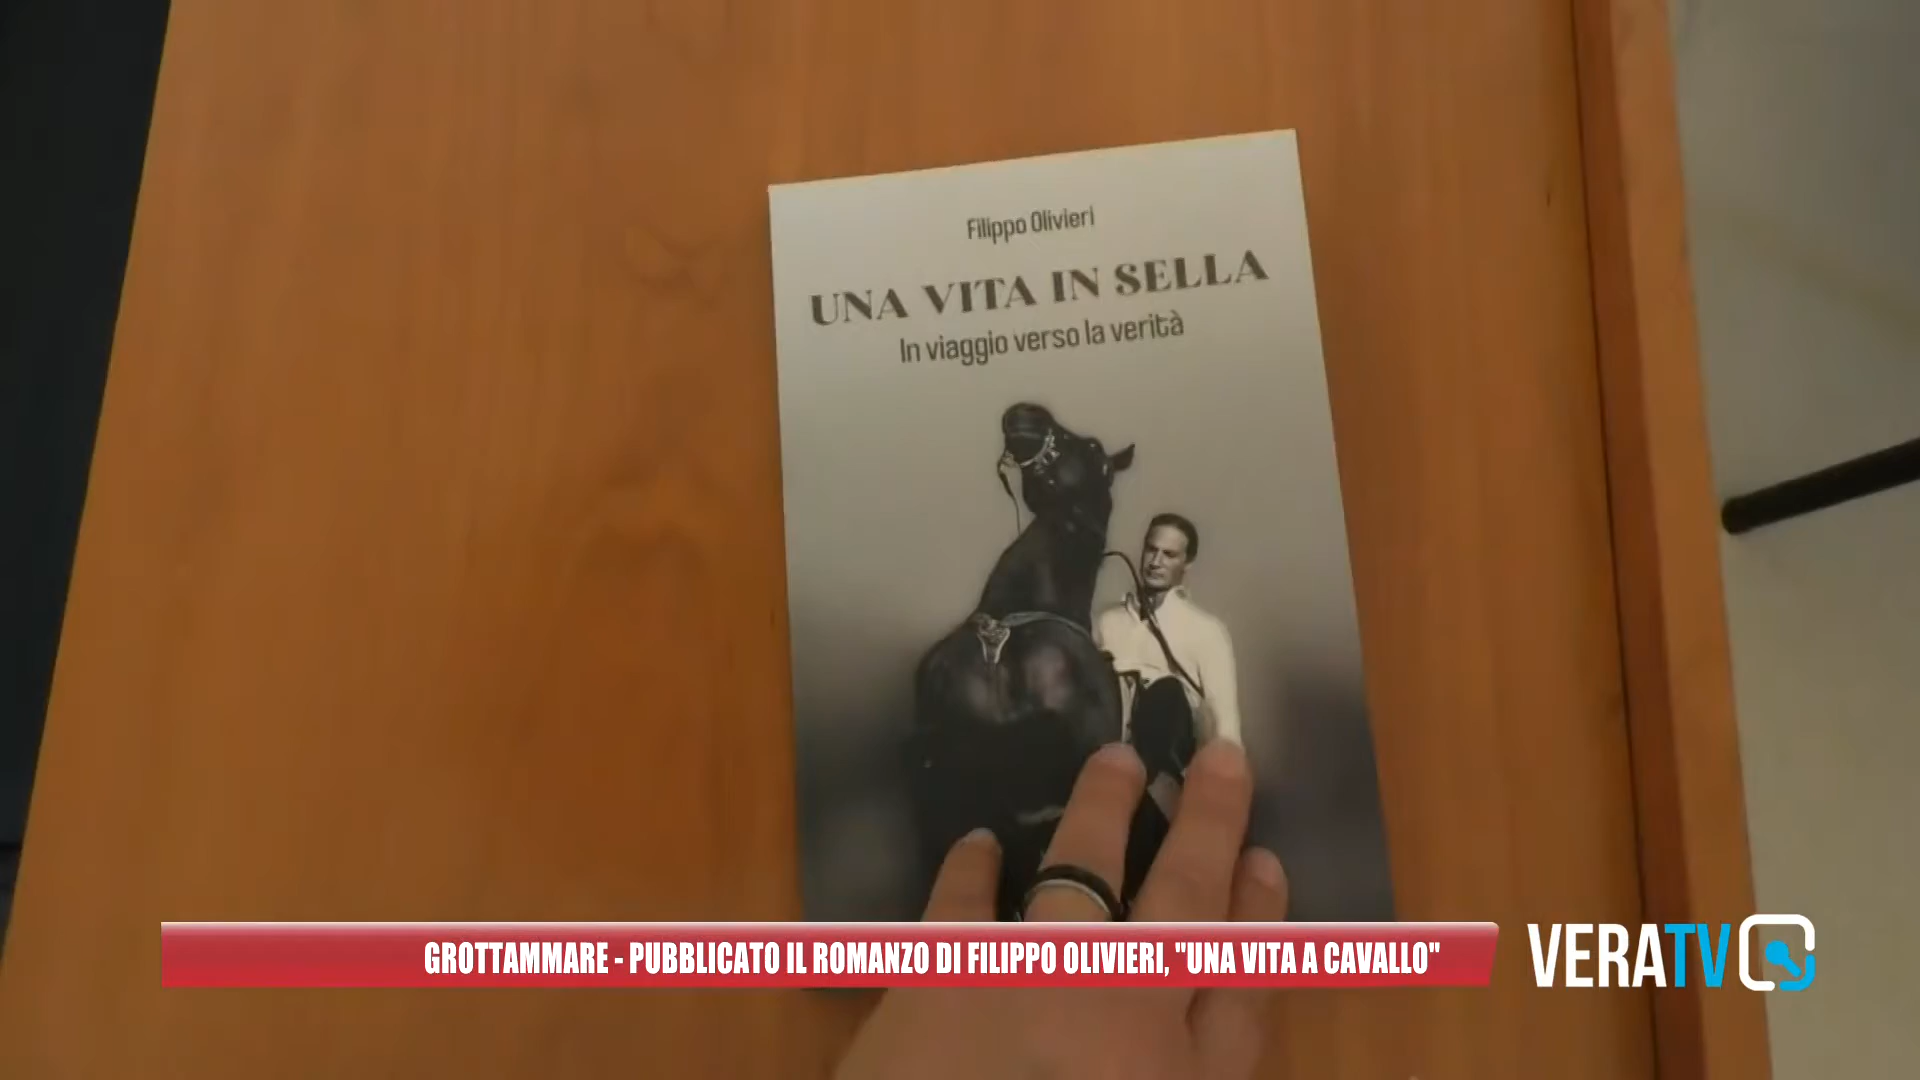 Filippo Olivieri
UNA VITA IN SELLA
In viaggio verso la verità
GROTTAMMARE - PUBBLICATO IL ROMANZO DI FILIPPO OLIVIERI, "UNA VITA A CAVALLO"
VERATV